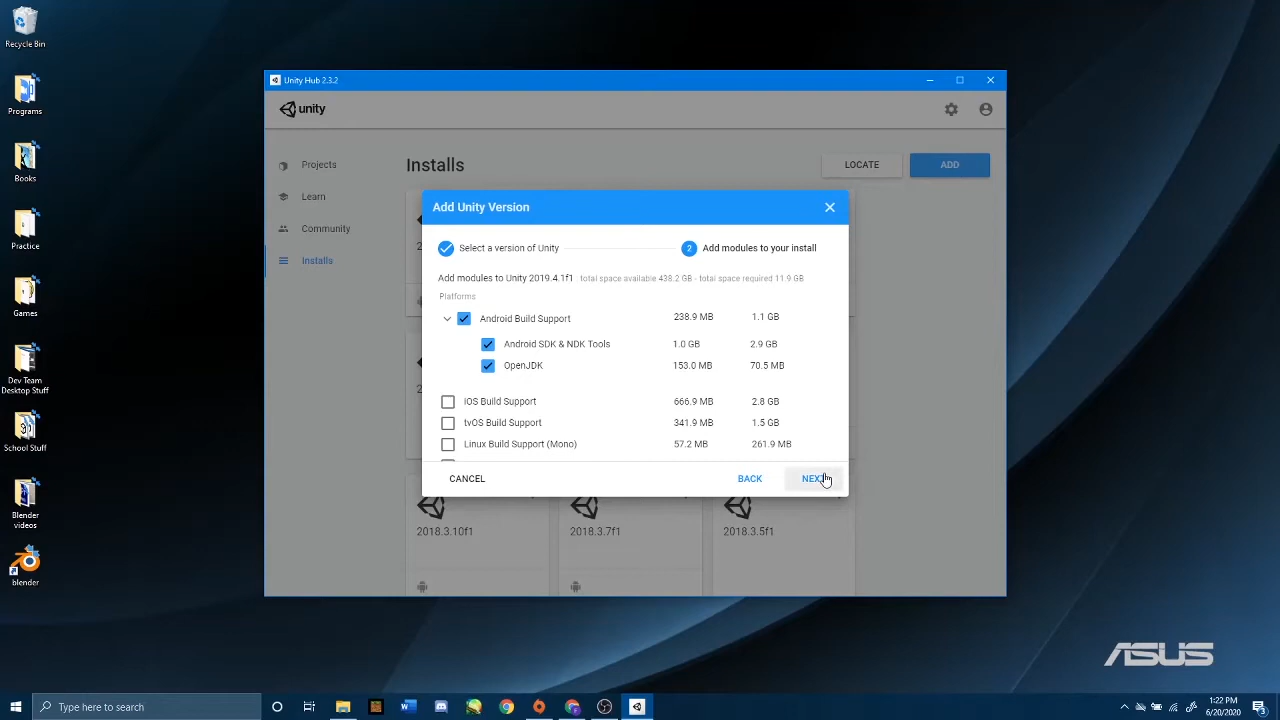 Recycle Bin
Programs
Books
Practice
Games
Dev Team
Desktop Stuff
School Stuff
Blender
videos
blender
Unity Hub 2.3.2
unity
Projects
Learn
Community
Installs
Installs
LOCATE
ADD
Add Unity Version
Select a version of Unity
2
Add modules to your install
Add modules to Unity 2019.4.1f1 total space available 438.2 GB - total space required 11.9 GB
Platforms
Android Build Support 238.9 MB 1.1 GB
Android SDK & NDK Tools 1.0 GB 2.9 GB
OpenJDK 153.0 MB 70.5 MB
iOS Build Support 666.9 MB 2.8 GB
tvOS Build Support 341.9 MB 1.5 GB
Linux Build Support (Mono) 57.2 MB 261.9 MB
CANCEL
BACK
NEXT
2018.3.10f1
2018.3.7f1
2018.3.5f1
ASUS
Type here to search
1:22 PM
6/20/2020
3